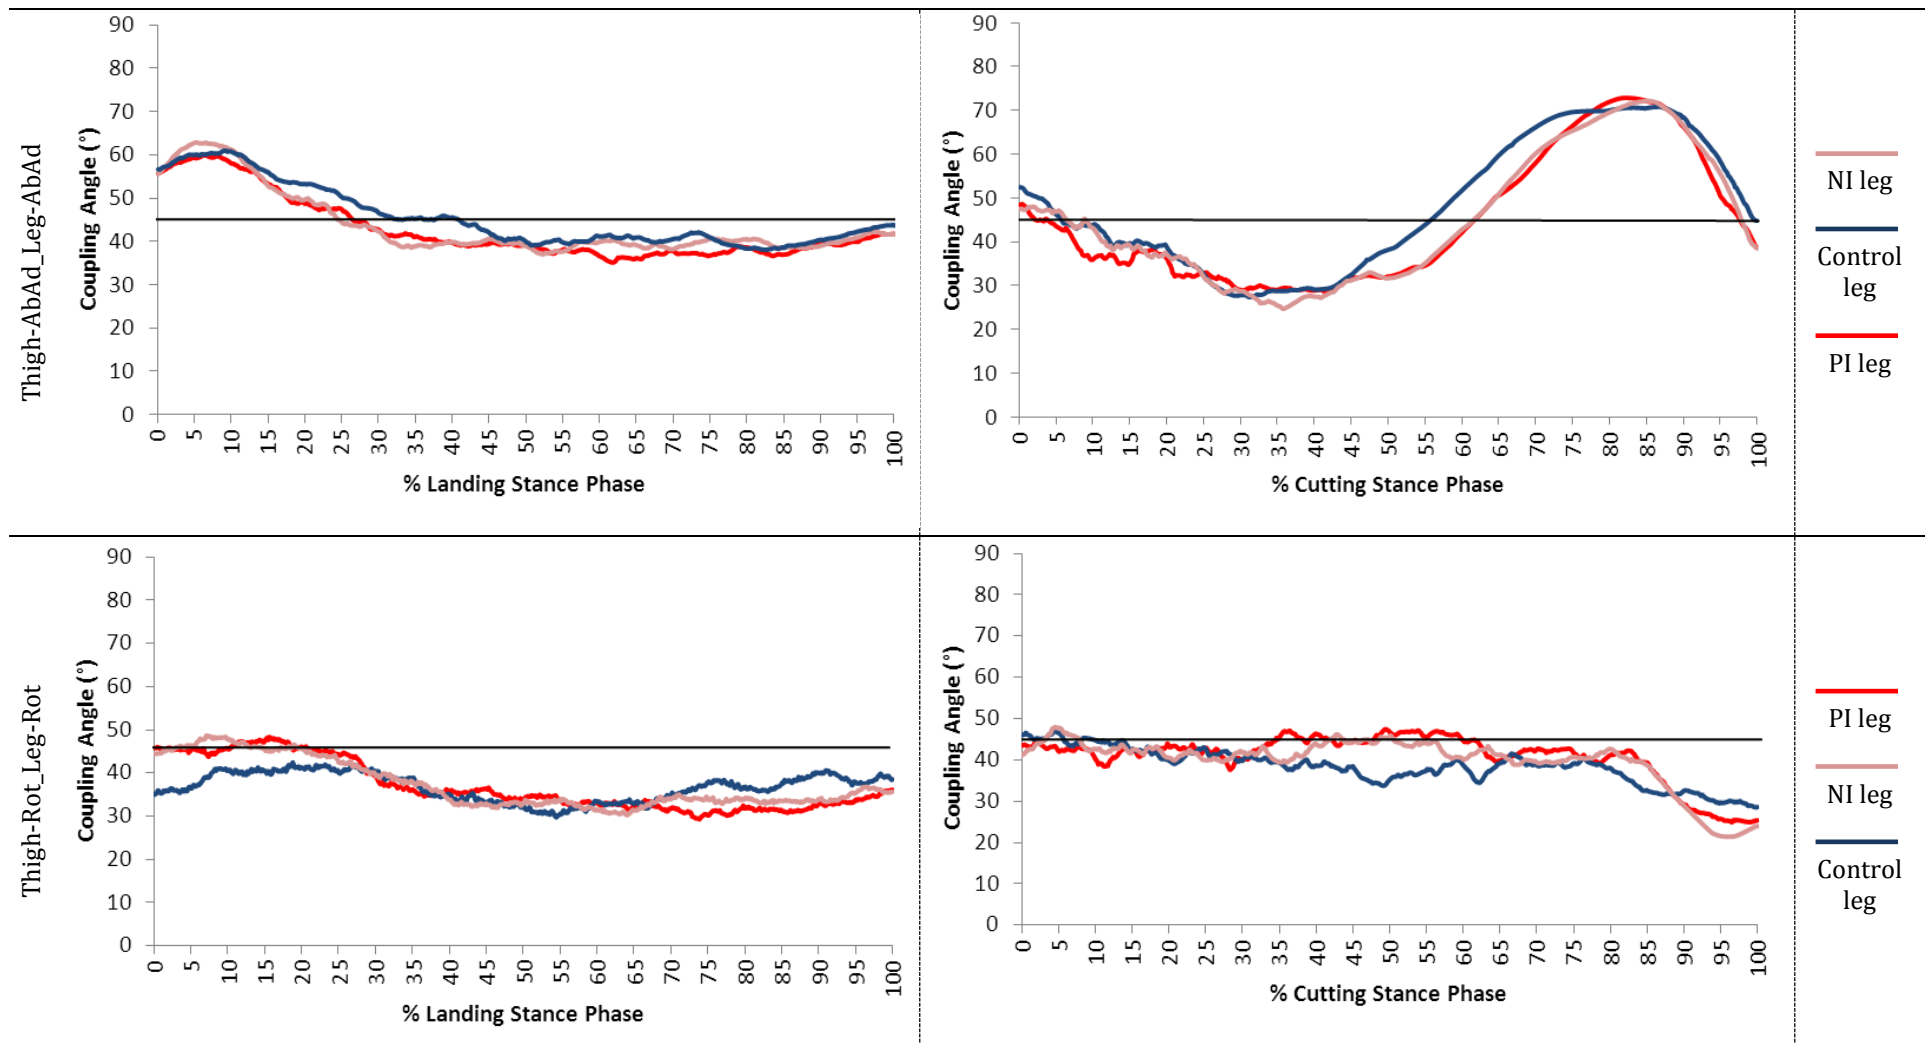 Thigh-AbAd_Leg-AbAd
Coupling Angle (°)
90
80
70
60
50
40
30
20
10
0
0 5 10 15 20 25 30 35 40 45 50 55 60 65 70 75 80 85 90 95 100
% Landing Stance Phase
Coupling Angle (°)
90
80
70
60
50
40
30
20
10
0
0 5 10 15 20 25 30 35 40 45 50 55 60 65 70 75 80 85 90 95 100
% Cutting Stance Phase
NI leg
Control
leg
PI leg
Thigh-Rot_Leg-Rot
Coupling Angle (°)
90
80
70
60
50
40
30
20
10
0
0 5 10 15 20 25 30 35 40 45 50 55 60 65 70 75 80 85 90 95 100
% Landing Stance Phase
Coupling Angle (°)
90
80
70
60
50
40
30
20
10
0
0 5 10 15 20 25 30 35 40 45 50 55 60 65 70 75 80 85 90 95 100
% Cutting Stance Phase
PI leg
NI leg
Control
leg